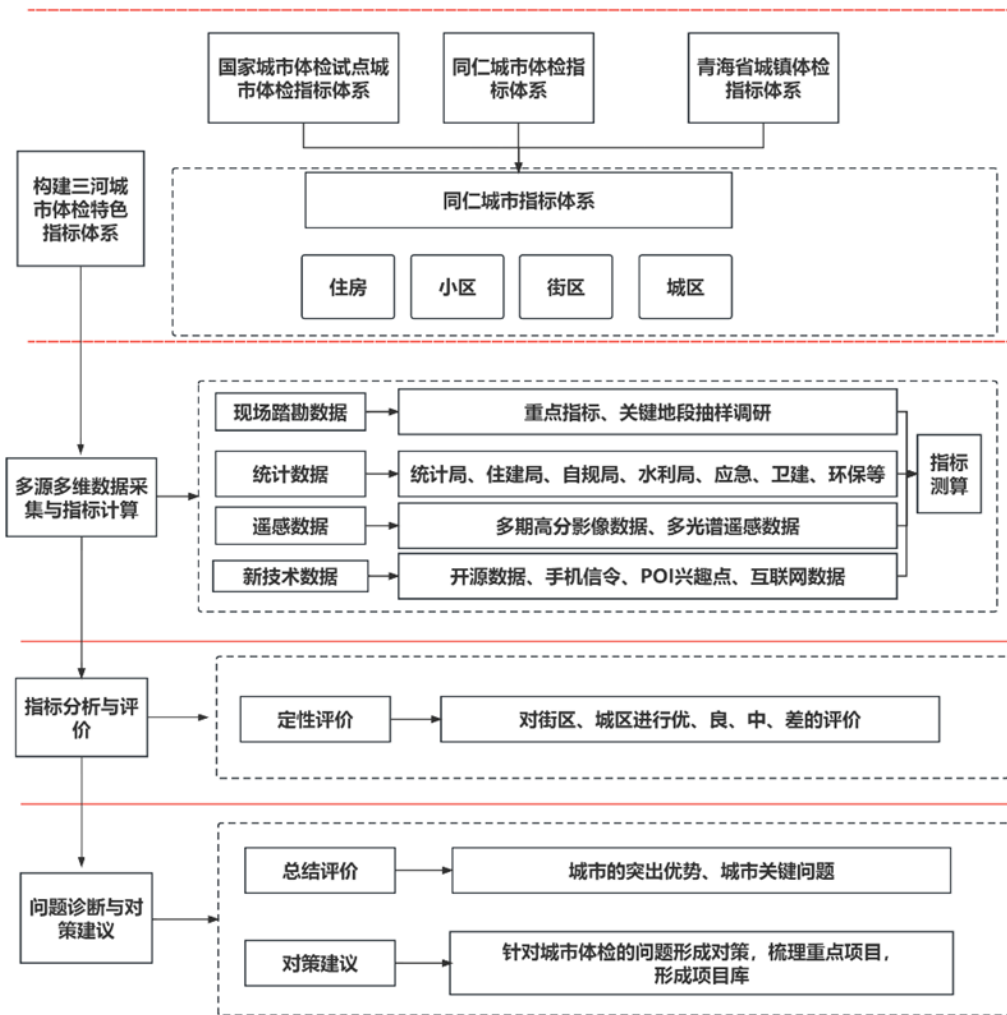 国家城市体检试点城
市体检指标体系
同仁城市体检指
标体系
青海省城镇体检
指标体系
构建三河城
市体检特色
指标体系
同仁城市指标体系
住房
小区
街区
城区
多源多维数据采
集与指标计算
现场踏勘数据
重点指标、关键地段抽样调研
统计数据
统计局、住建局、自规局、水利局、应急、卫建、环保等
遥感数据
多期高分影像数据、多光谱遥感数据
新技术数据
开源数据、手机信令、POI兴趣点、互联网数据
指标
测算
指标分析与评
价
定性评价
对街区、城区进行优、良、中、差的评价
问题诊断与对
策建议
总结评价
城市的突出优势、城市关键问题
对策建议
针对城市体检的问题形成对策，梳理重点项目，
形成项目库